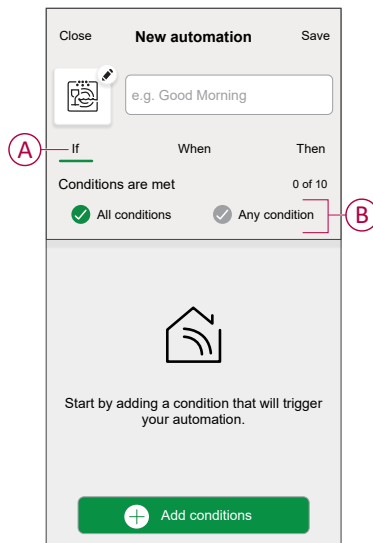 Close New automation Save
e.g. Good Morning
A If When Then
Conditions are met 0 of 10
All conditions Any condition B
Start by adding a condition that will trigger
your automation.
Add conditions